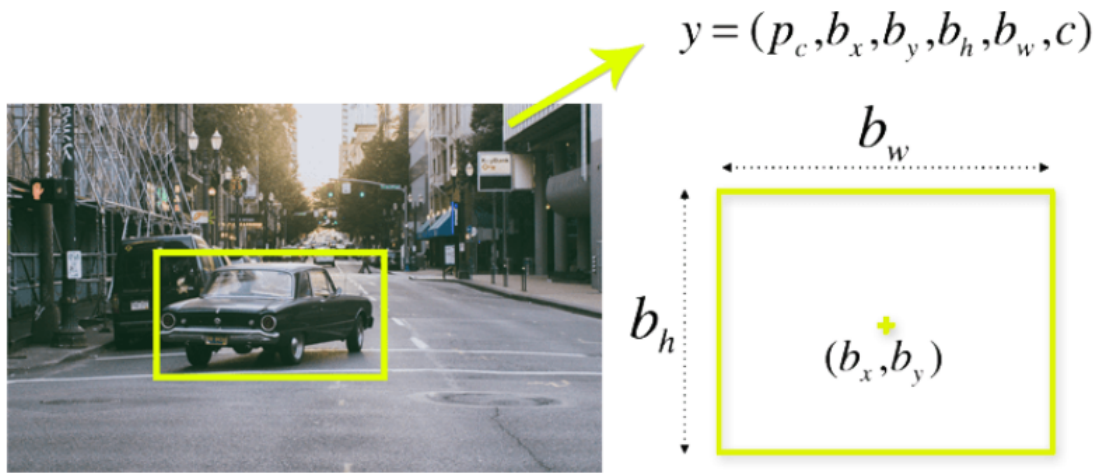 y = (p_c, b_x, b_y, b_h, b_w, c)
b_w
b_h
(b_x, b_y)